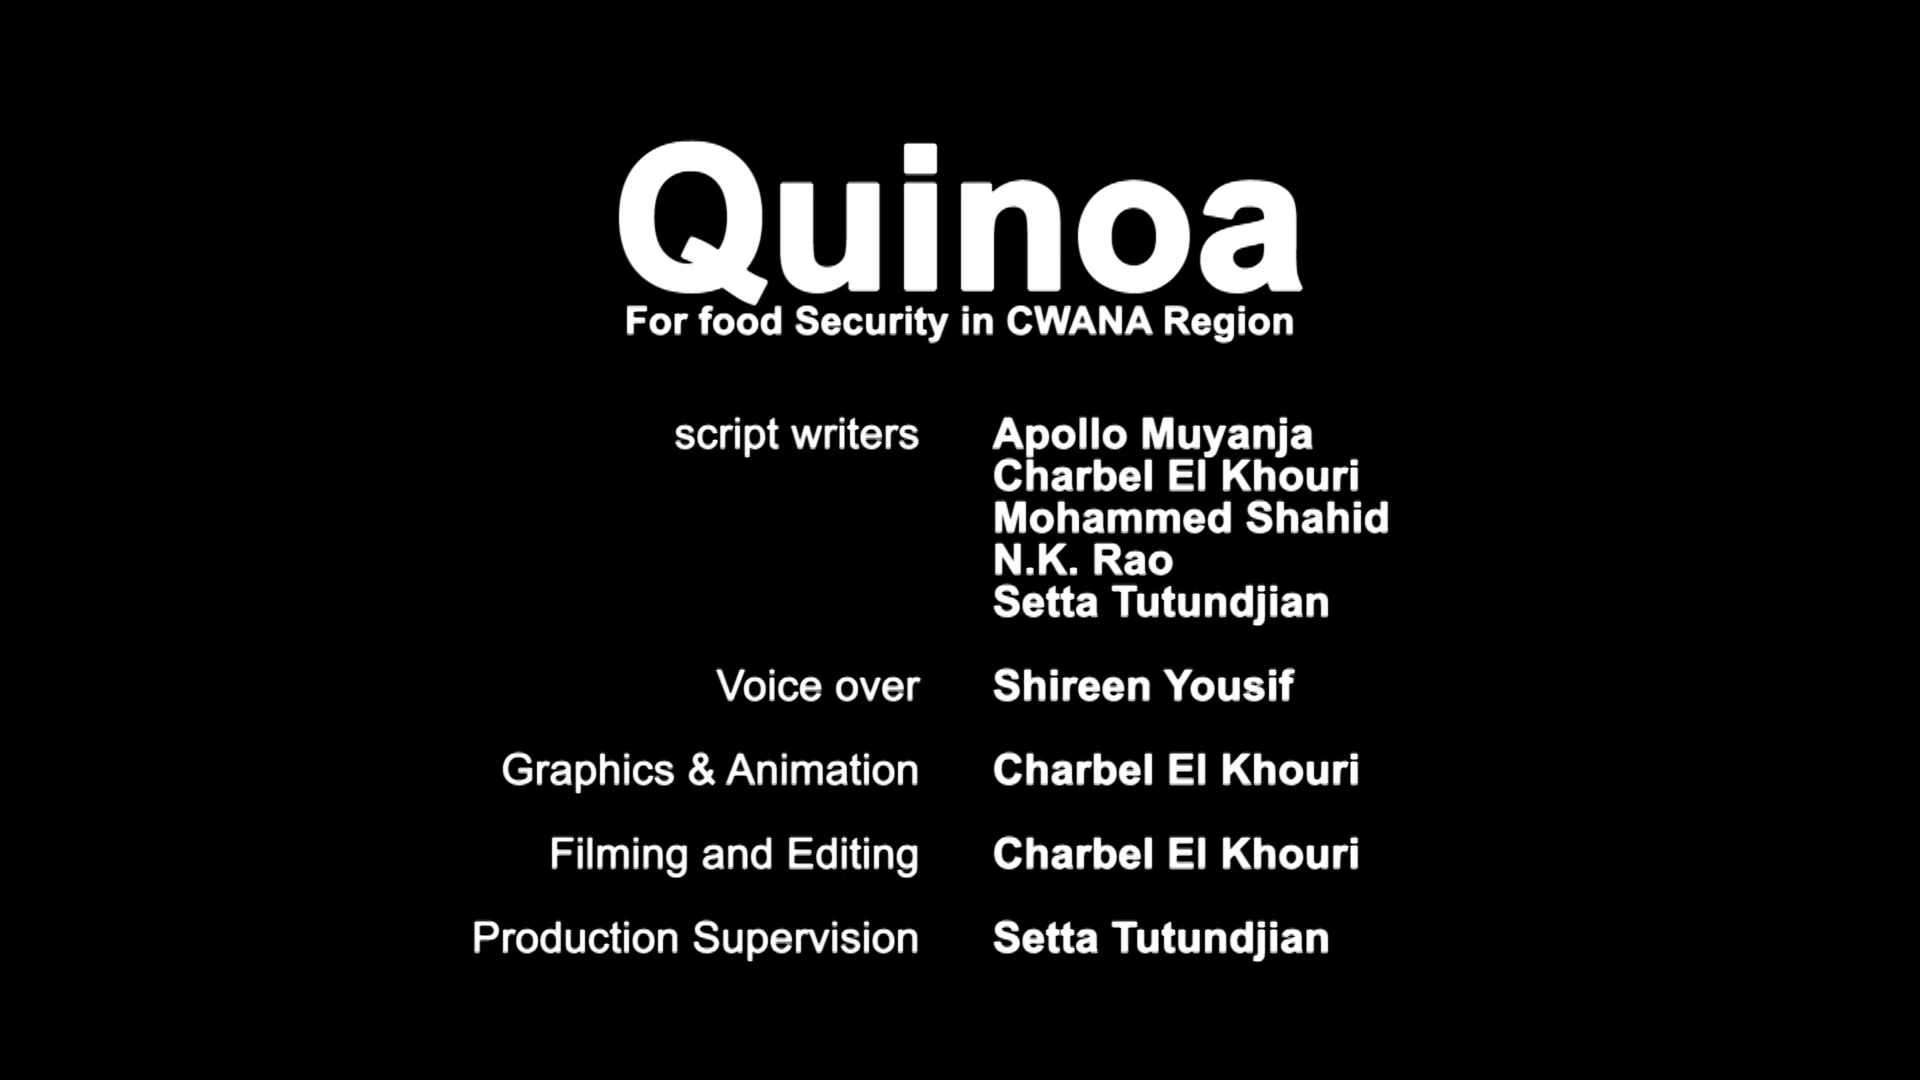 Quinoa
For food Security in CWANA Region
script writers Apollo Muyanja
Charbel El Khouri
Mohammed Shahid
N.K. Rao
Setta Tutundjian
Voice over Shireen Yousif
Graphics & Animation Charbel El Khouri
Filming and Editing Charbel El Khouri
Production Supervision Setta Tutundjian